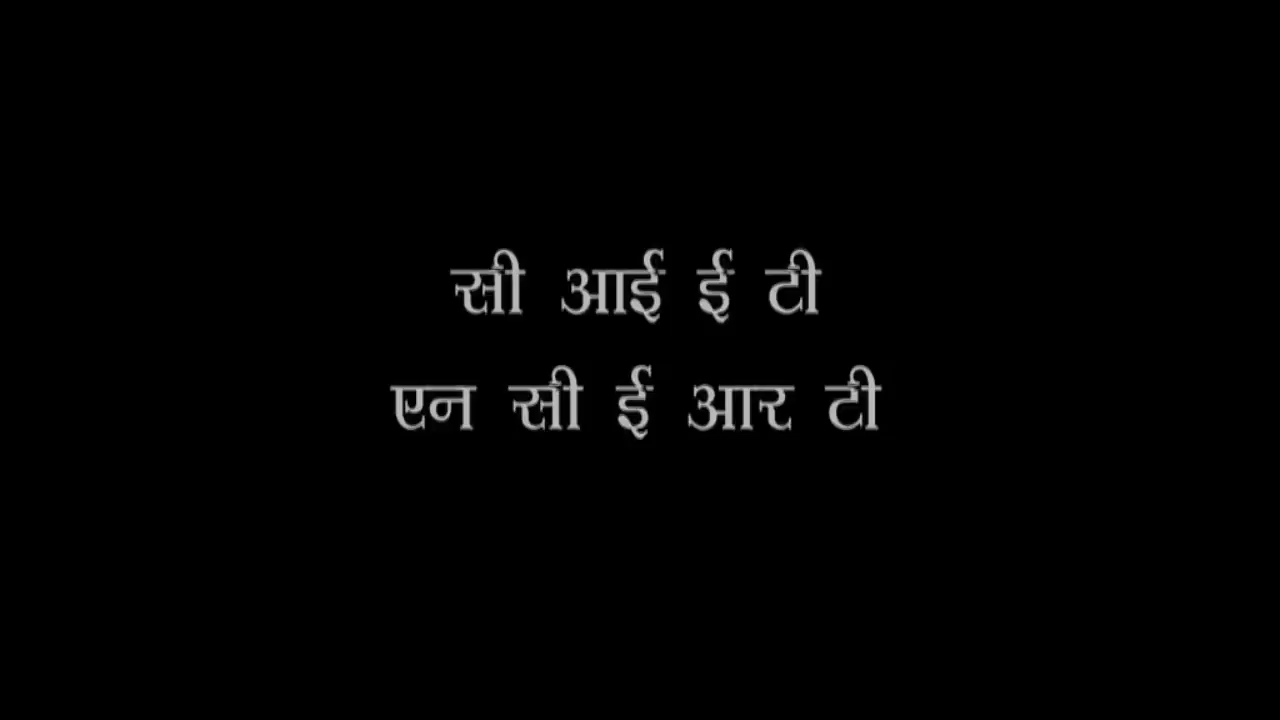 सी आई ई टी
एन सी ई आर टी